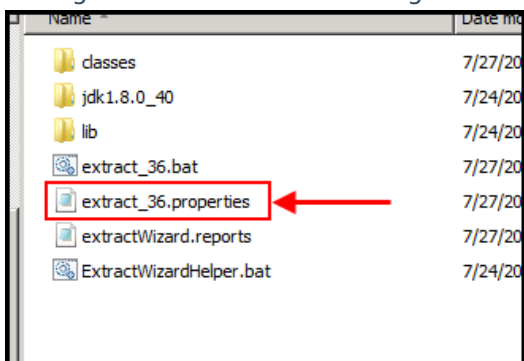 Name Date mo
classes 7/27/20
jdk1.8.0_40 7/24/20
lib 7/24/20
extract_36.bat 7/27/20
extract_36.properties 7/27/20
extractWizard.reports 7/27/20
ExtractWizardHelper.bat 7/24/20